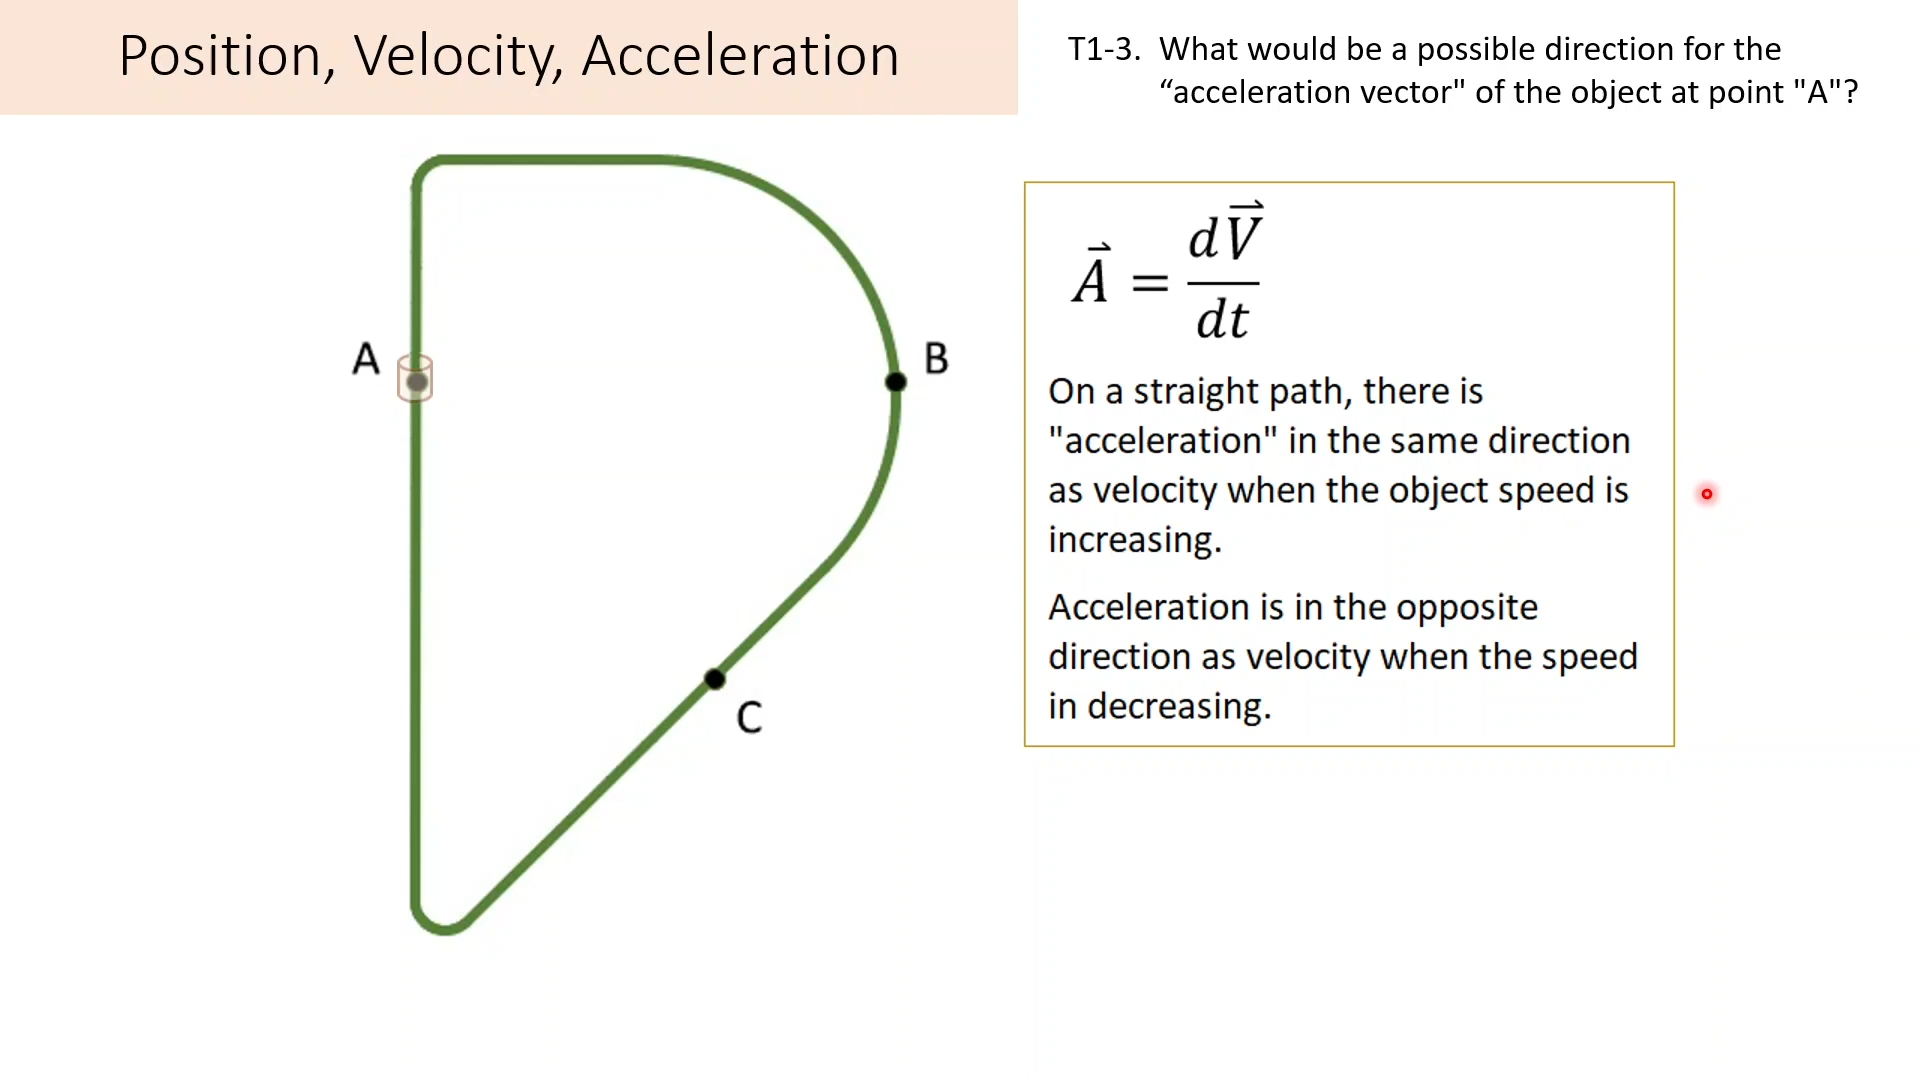 Position, Velocity, Acceleration
T1-3. What would be a possible direction for the
“acceleration vector" of the object at point "A"?
A
B
C
A⃗ = dV⃗/dt
On a straight path, there is
"acceleration" in the same direction
as velocity when the object speed is
increasing.
Acceleration is in the opposite
direction as velocity when the speed
in decreasing.